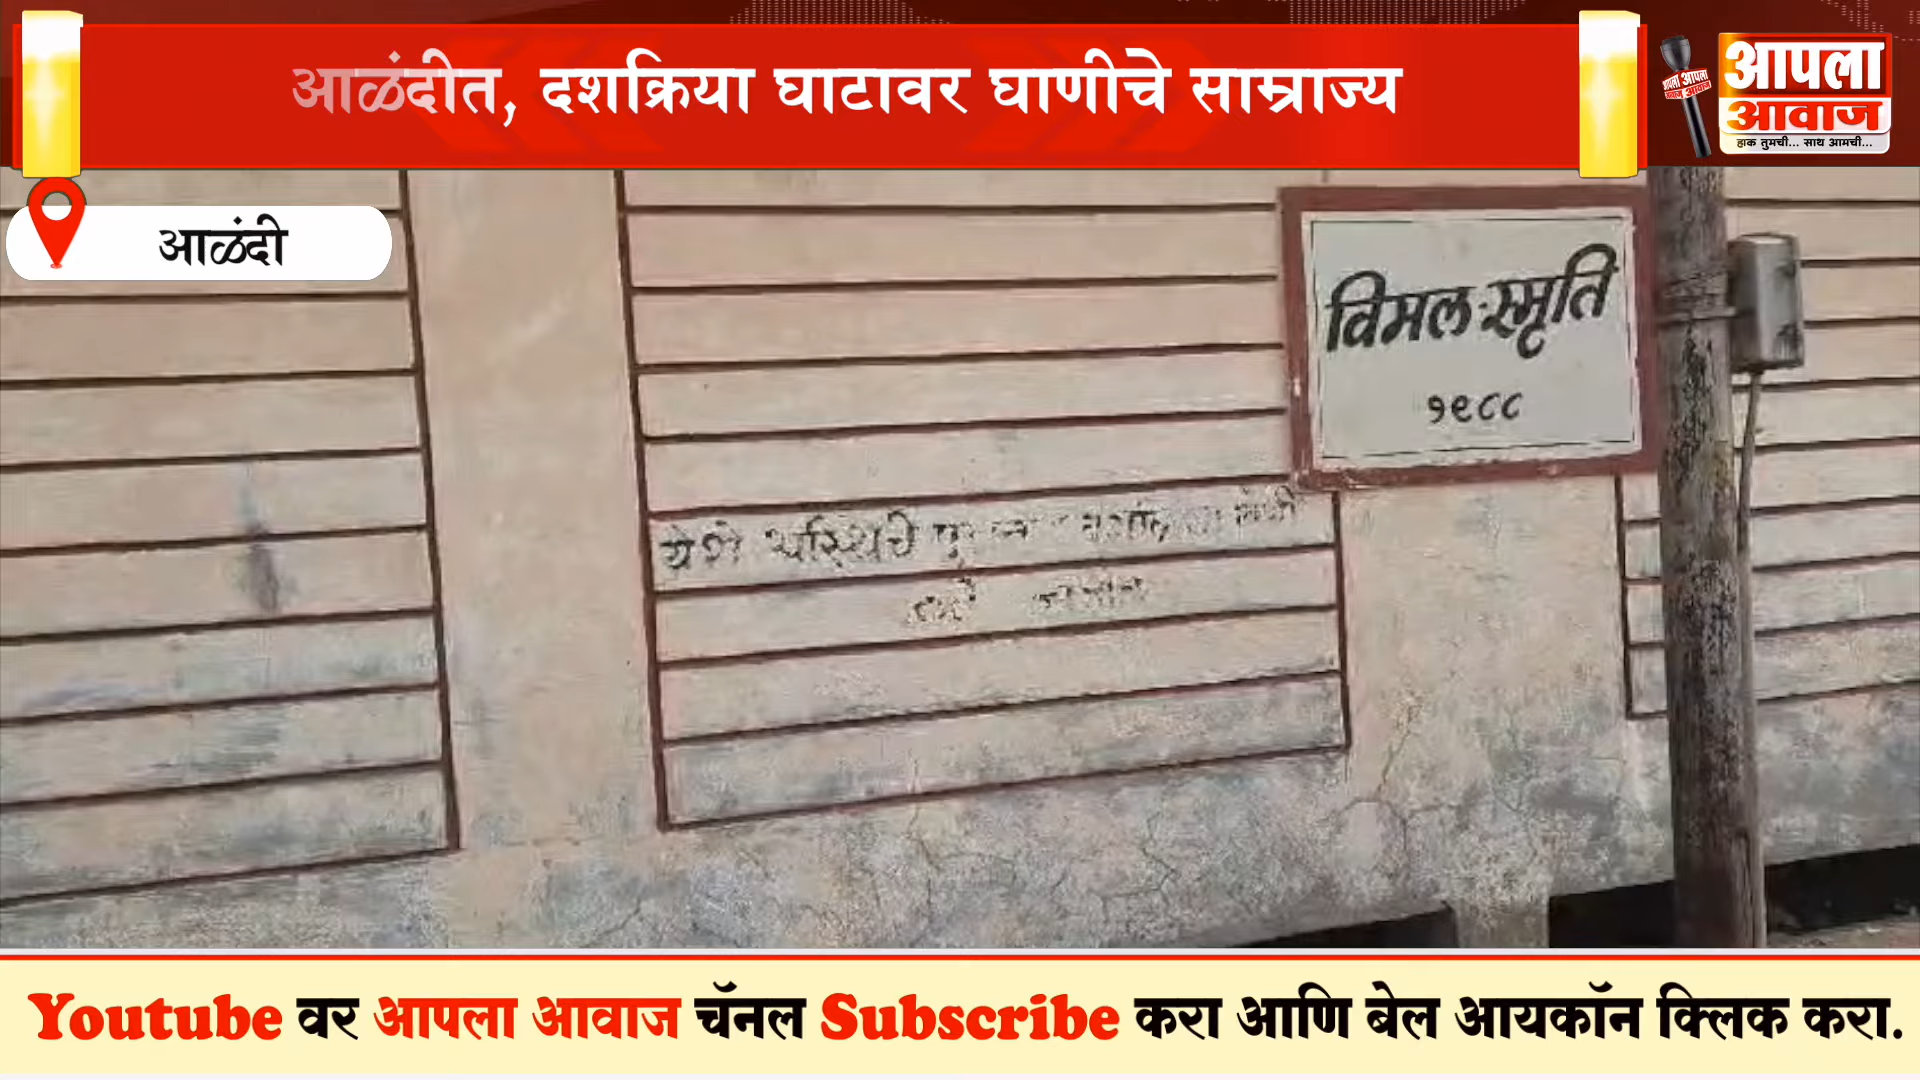 आळंदीत, दशक्रिया घाटावर घाणीचे साम्राज्य
आपला
आवाज
हाक तुमची... साथ आमची...
आळंदी
विमल-स्मृति
१९८८
येथे अस्थिचे
Youtube वर आपला आवाज चॅनल Subscribe करा आणि बेल आयकॉन क्लिक करा.